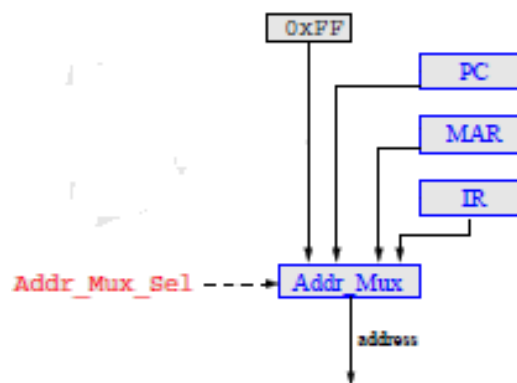 0xFF
PC
MAR
IR
Addr_Mux_Sel
Addr_Mux
address